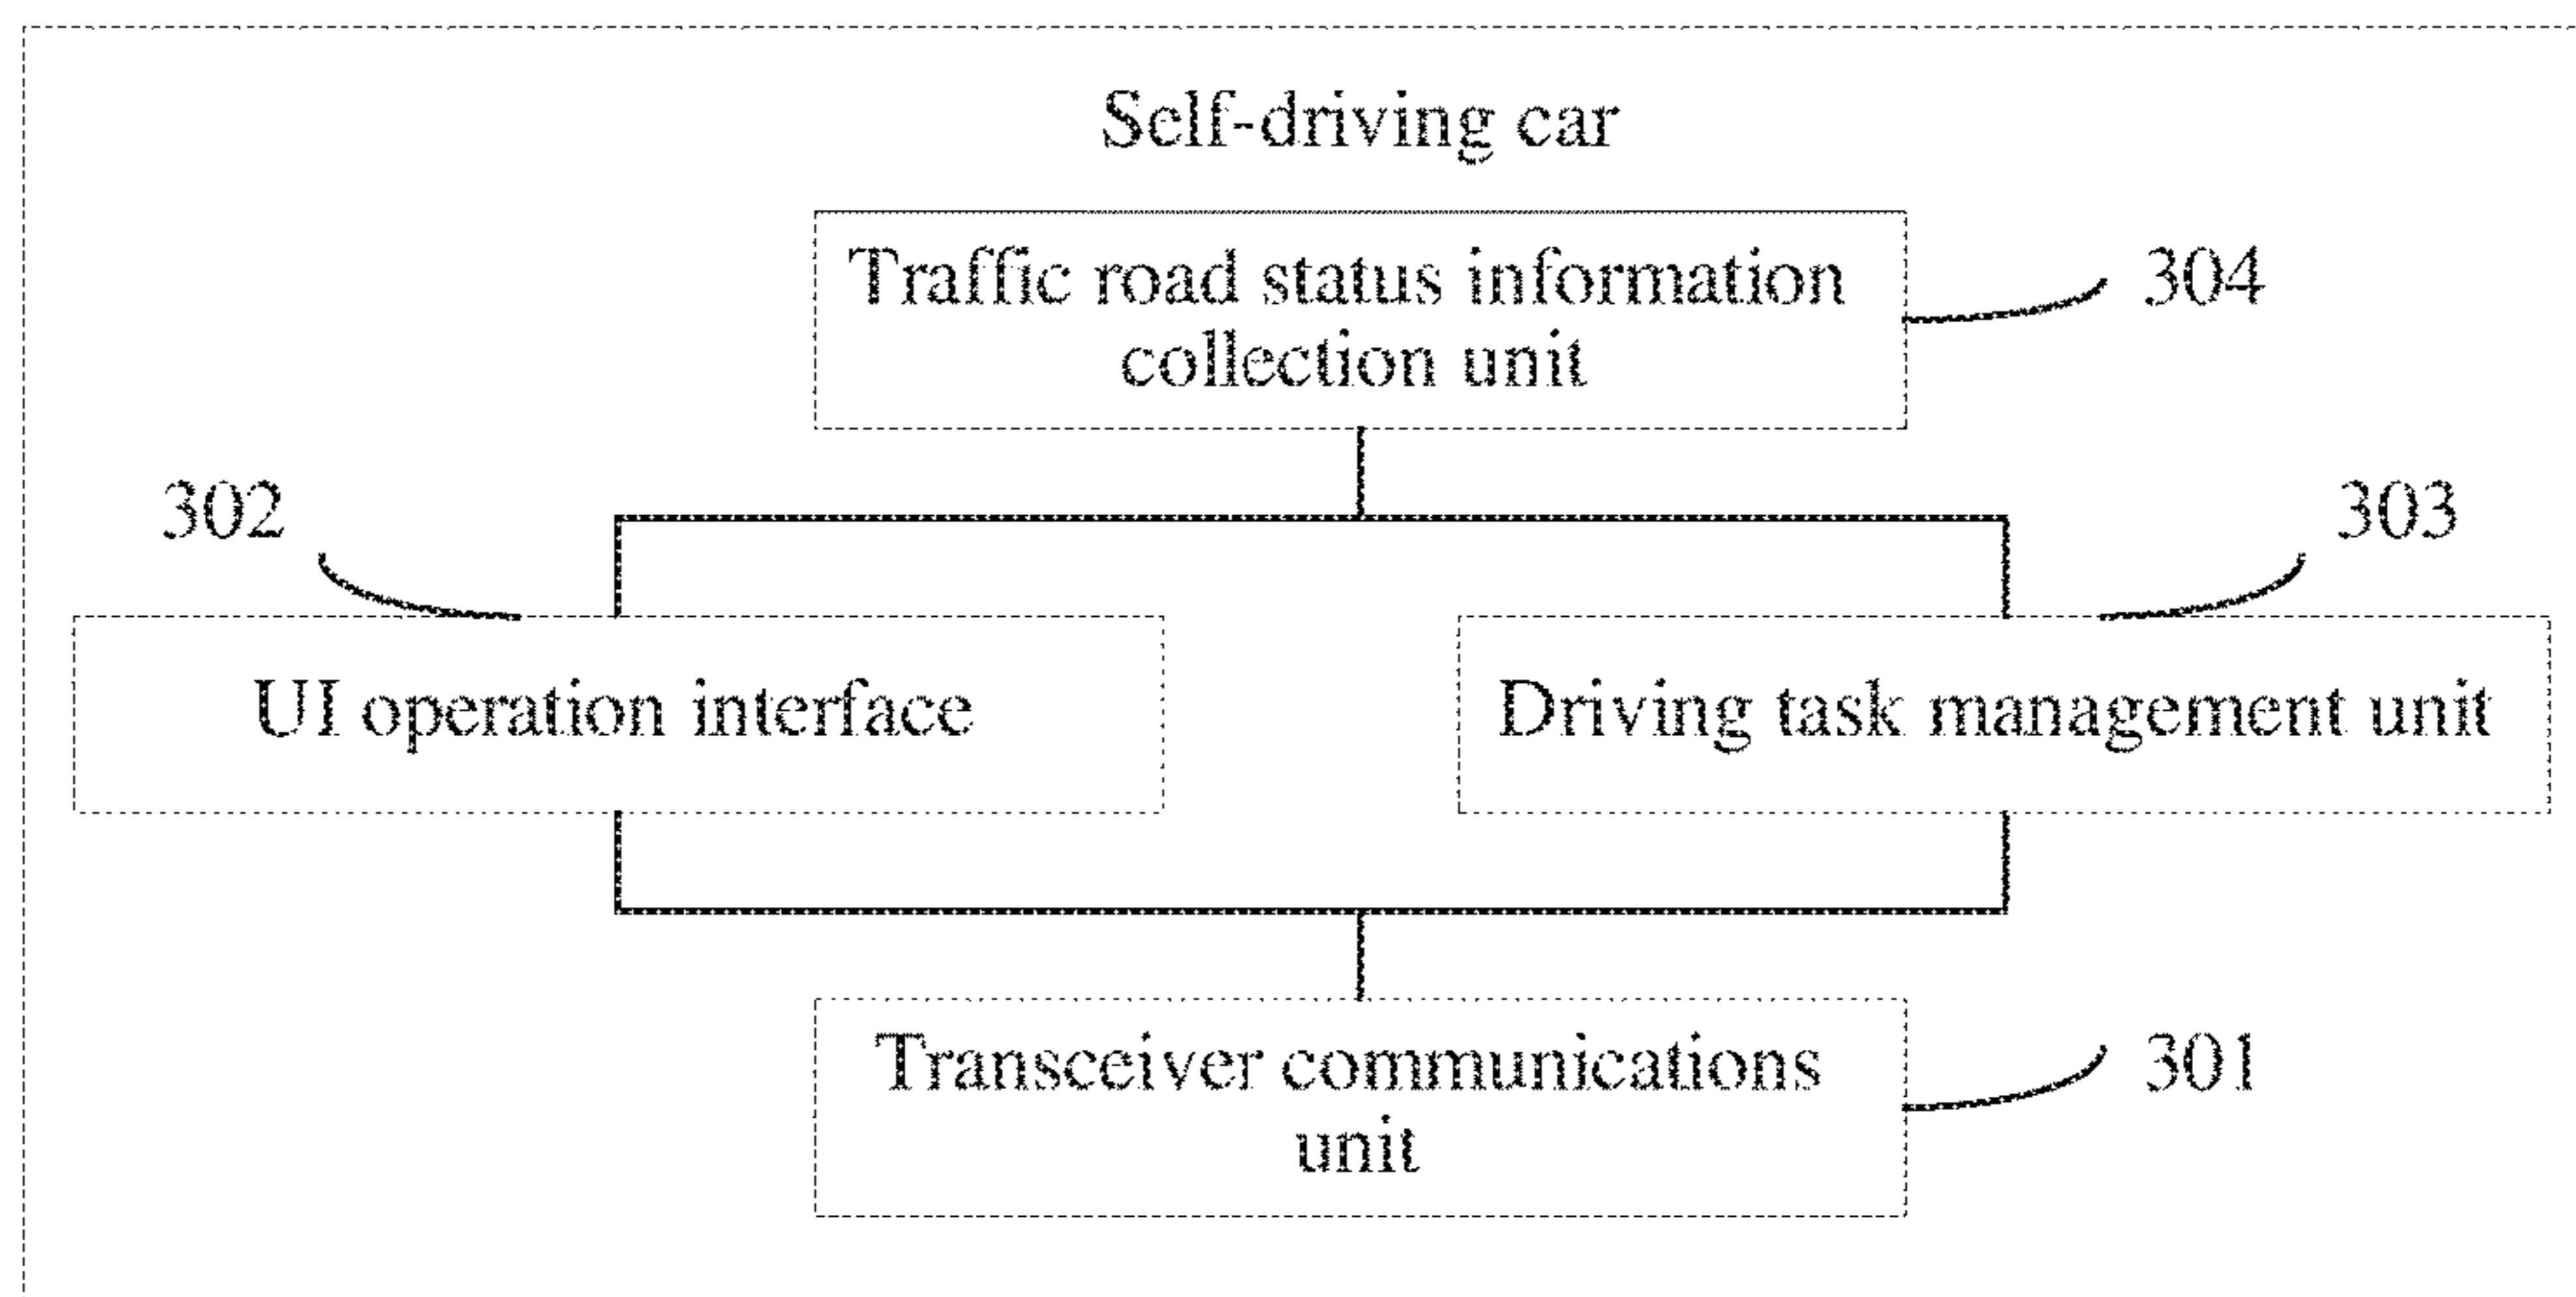 Self-driving car
Traffic road status information
collection unit
304
302
303
UI operation interface
Driving task management unit
Transceiver communications
unit
301